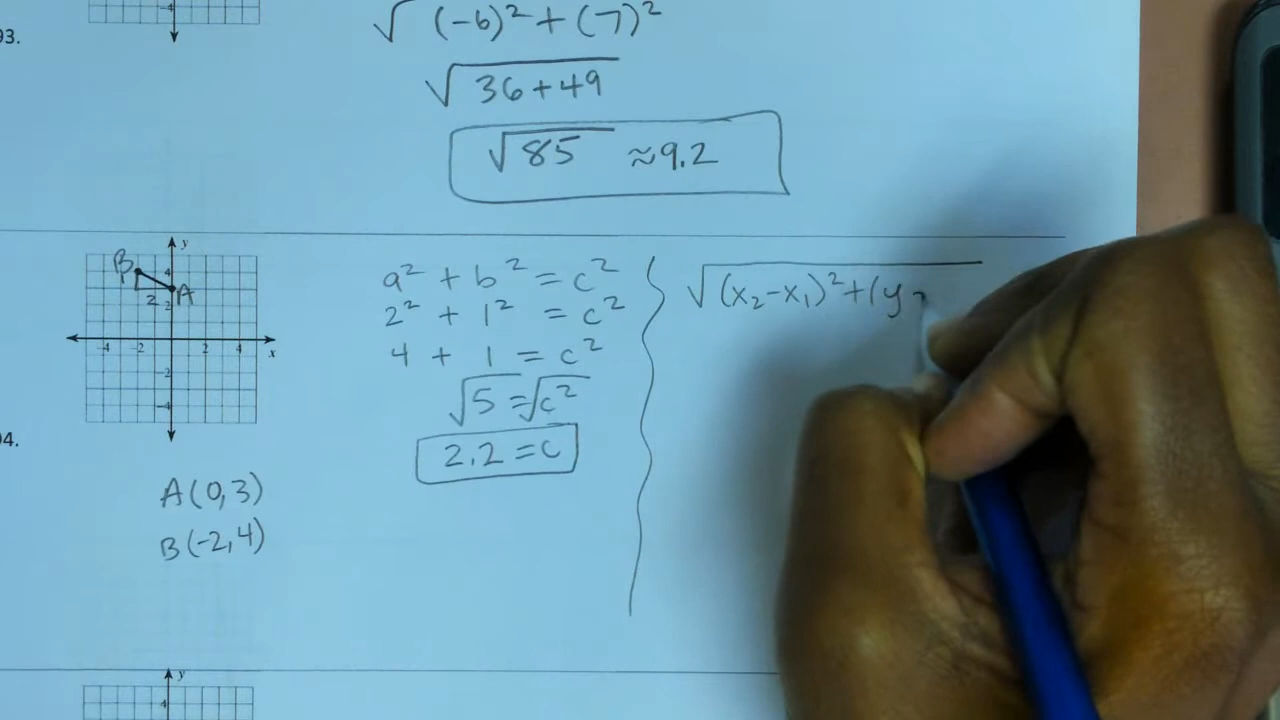 93.
√(-6)² + (-7)²
√36+49
√85 ≈9.2
y
B
4
2
A
2
-4 -2 2 4
x
-2
-4
94.
A(0,3)
B(-2,4)
a² + b² = c²
2² + 1² = c²
4 + 1 = c²
√5 = √c²
2.2 = c
√(x₂-x₁)²+(y₂
y
4